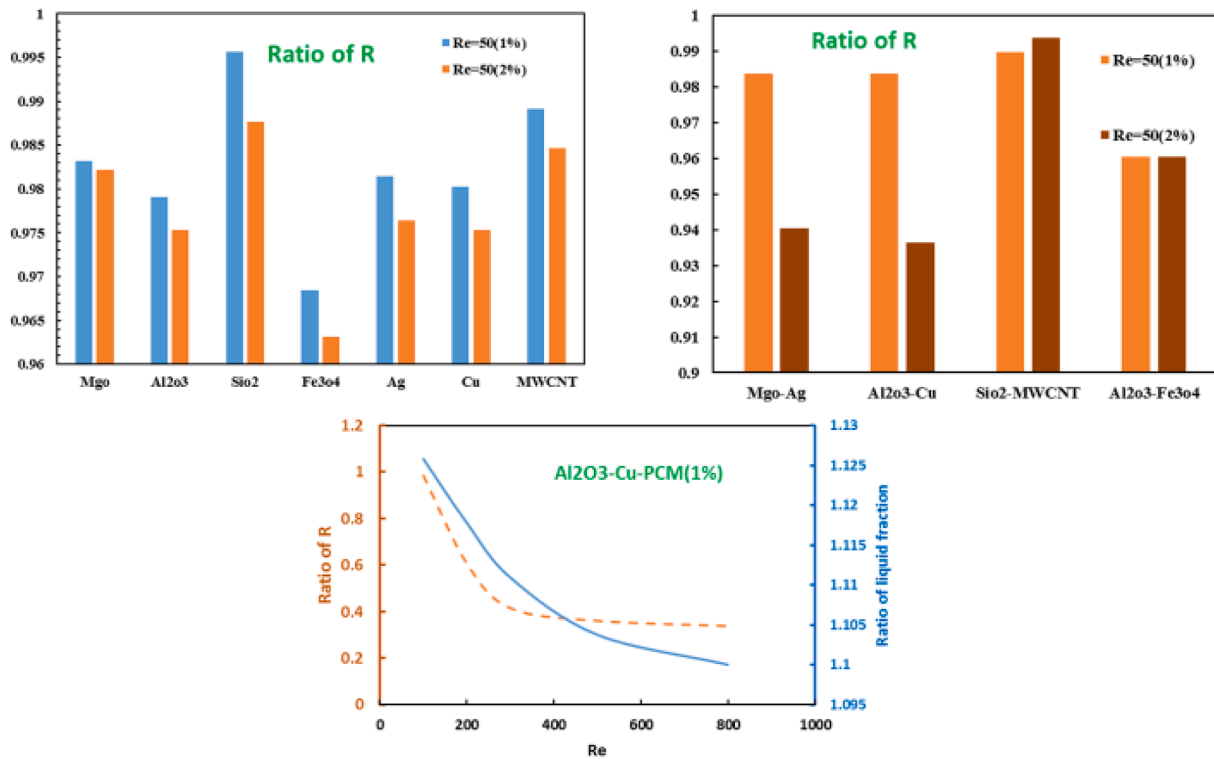 Ratio of R
Re=50(1%)
Re=50(2%)
1
0.995
0.99
0.985
0.98
0.975
0.97
0.965
0.96
Mgo Al2o3 Sio2 Fe3o4 Ag Cu MWCNT
Ratio of R
Re=50(1%)
Re=50(2%)
1
0.99
0.98
0.97
0.96
0.95
0.94
0.93
0.92
0.91
0.9
Mgo-Ag Al2o3-Cu Sio2-MWCNT Al2o3-Fe3o4
Al2O3-Cu-PCM(1%)
Ratio of R
1.2
1
0.8
0.6
0.4
0.2
0
Ratio of liquid fraction
1.13
1.125
1.12
1.115
1.11
1.105
1.1
1.095
0 200 400 600 800 1000
Re